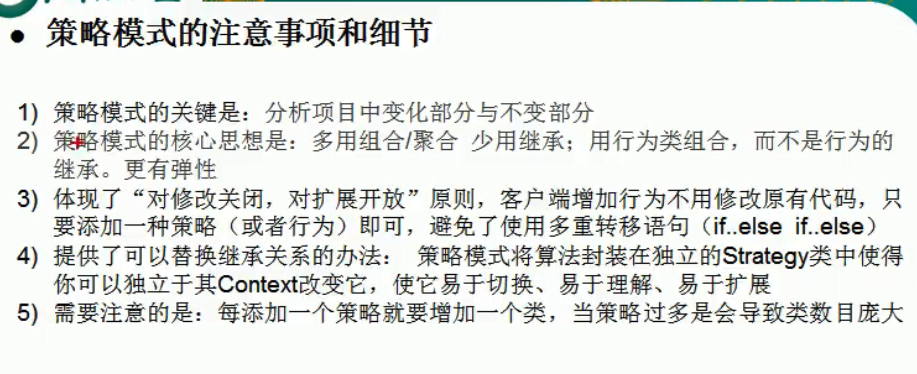 ● 策略模式的注意事项和细节
1) 策略模式的关键是：分析项目中变化部分与不变部分
2) 策略模式的核心思想是：多用组合/聚合 少用继承；用行为类组合，而不是行为的
继承。更有弹性
3) 体现了“对修改关闭，对扩展开放”原则，客户端增加行为不用修改原有代码，只
要添加一种策略（或者行为）即可，避免了使用多重转移语句（if..else if..else）
4) 提供了可以替换继承关系的办法： 策略模式将算法封装在独立的Strategy类中使得
你可以独立于其Context改变它，使它易于切换、易于理解、易于扩展
5) 需要注意的是：每添加一个策略就要增加一个类，当策略过多是会导致类数目庞大